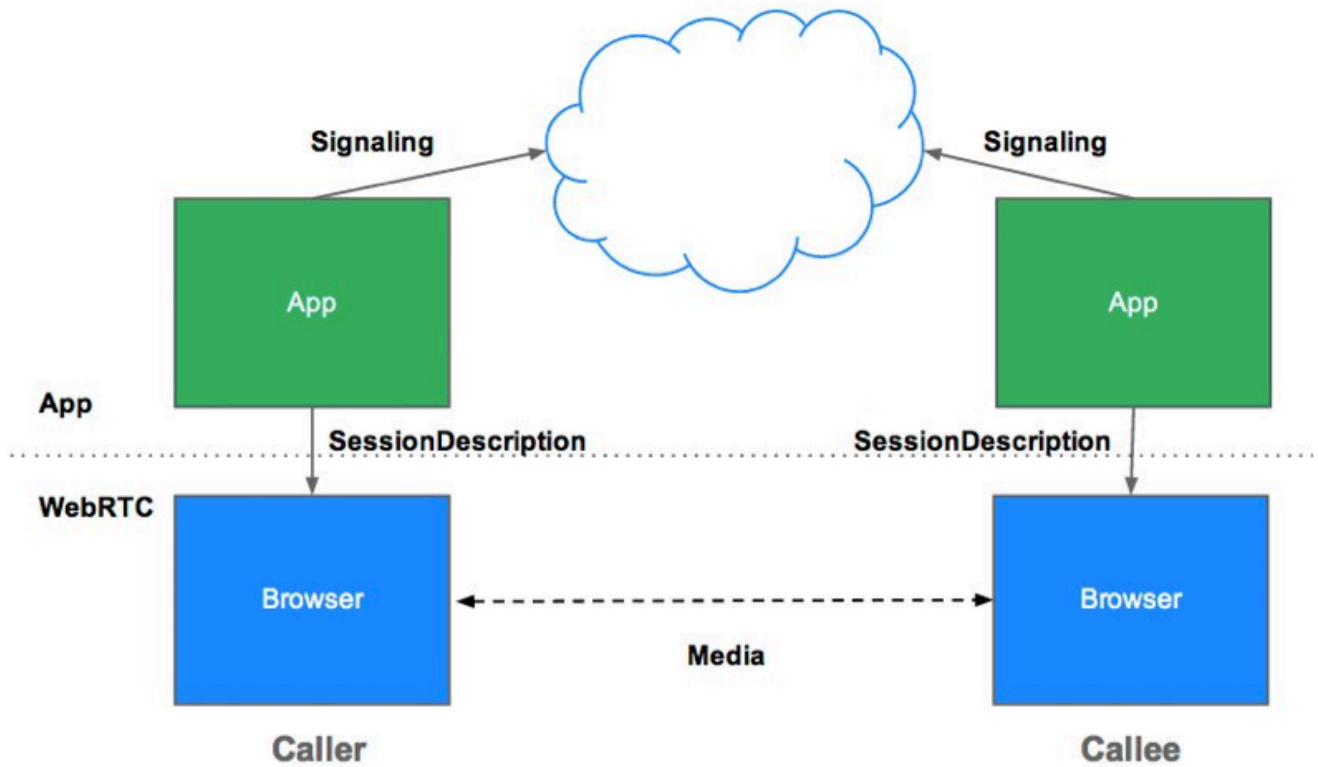 Signaling
Signaling
App
App
App
SessionDescription
SessionDescription
WebRTC
Browser
Browser
Media
Caller
Callee